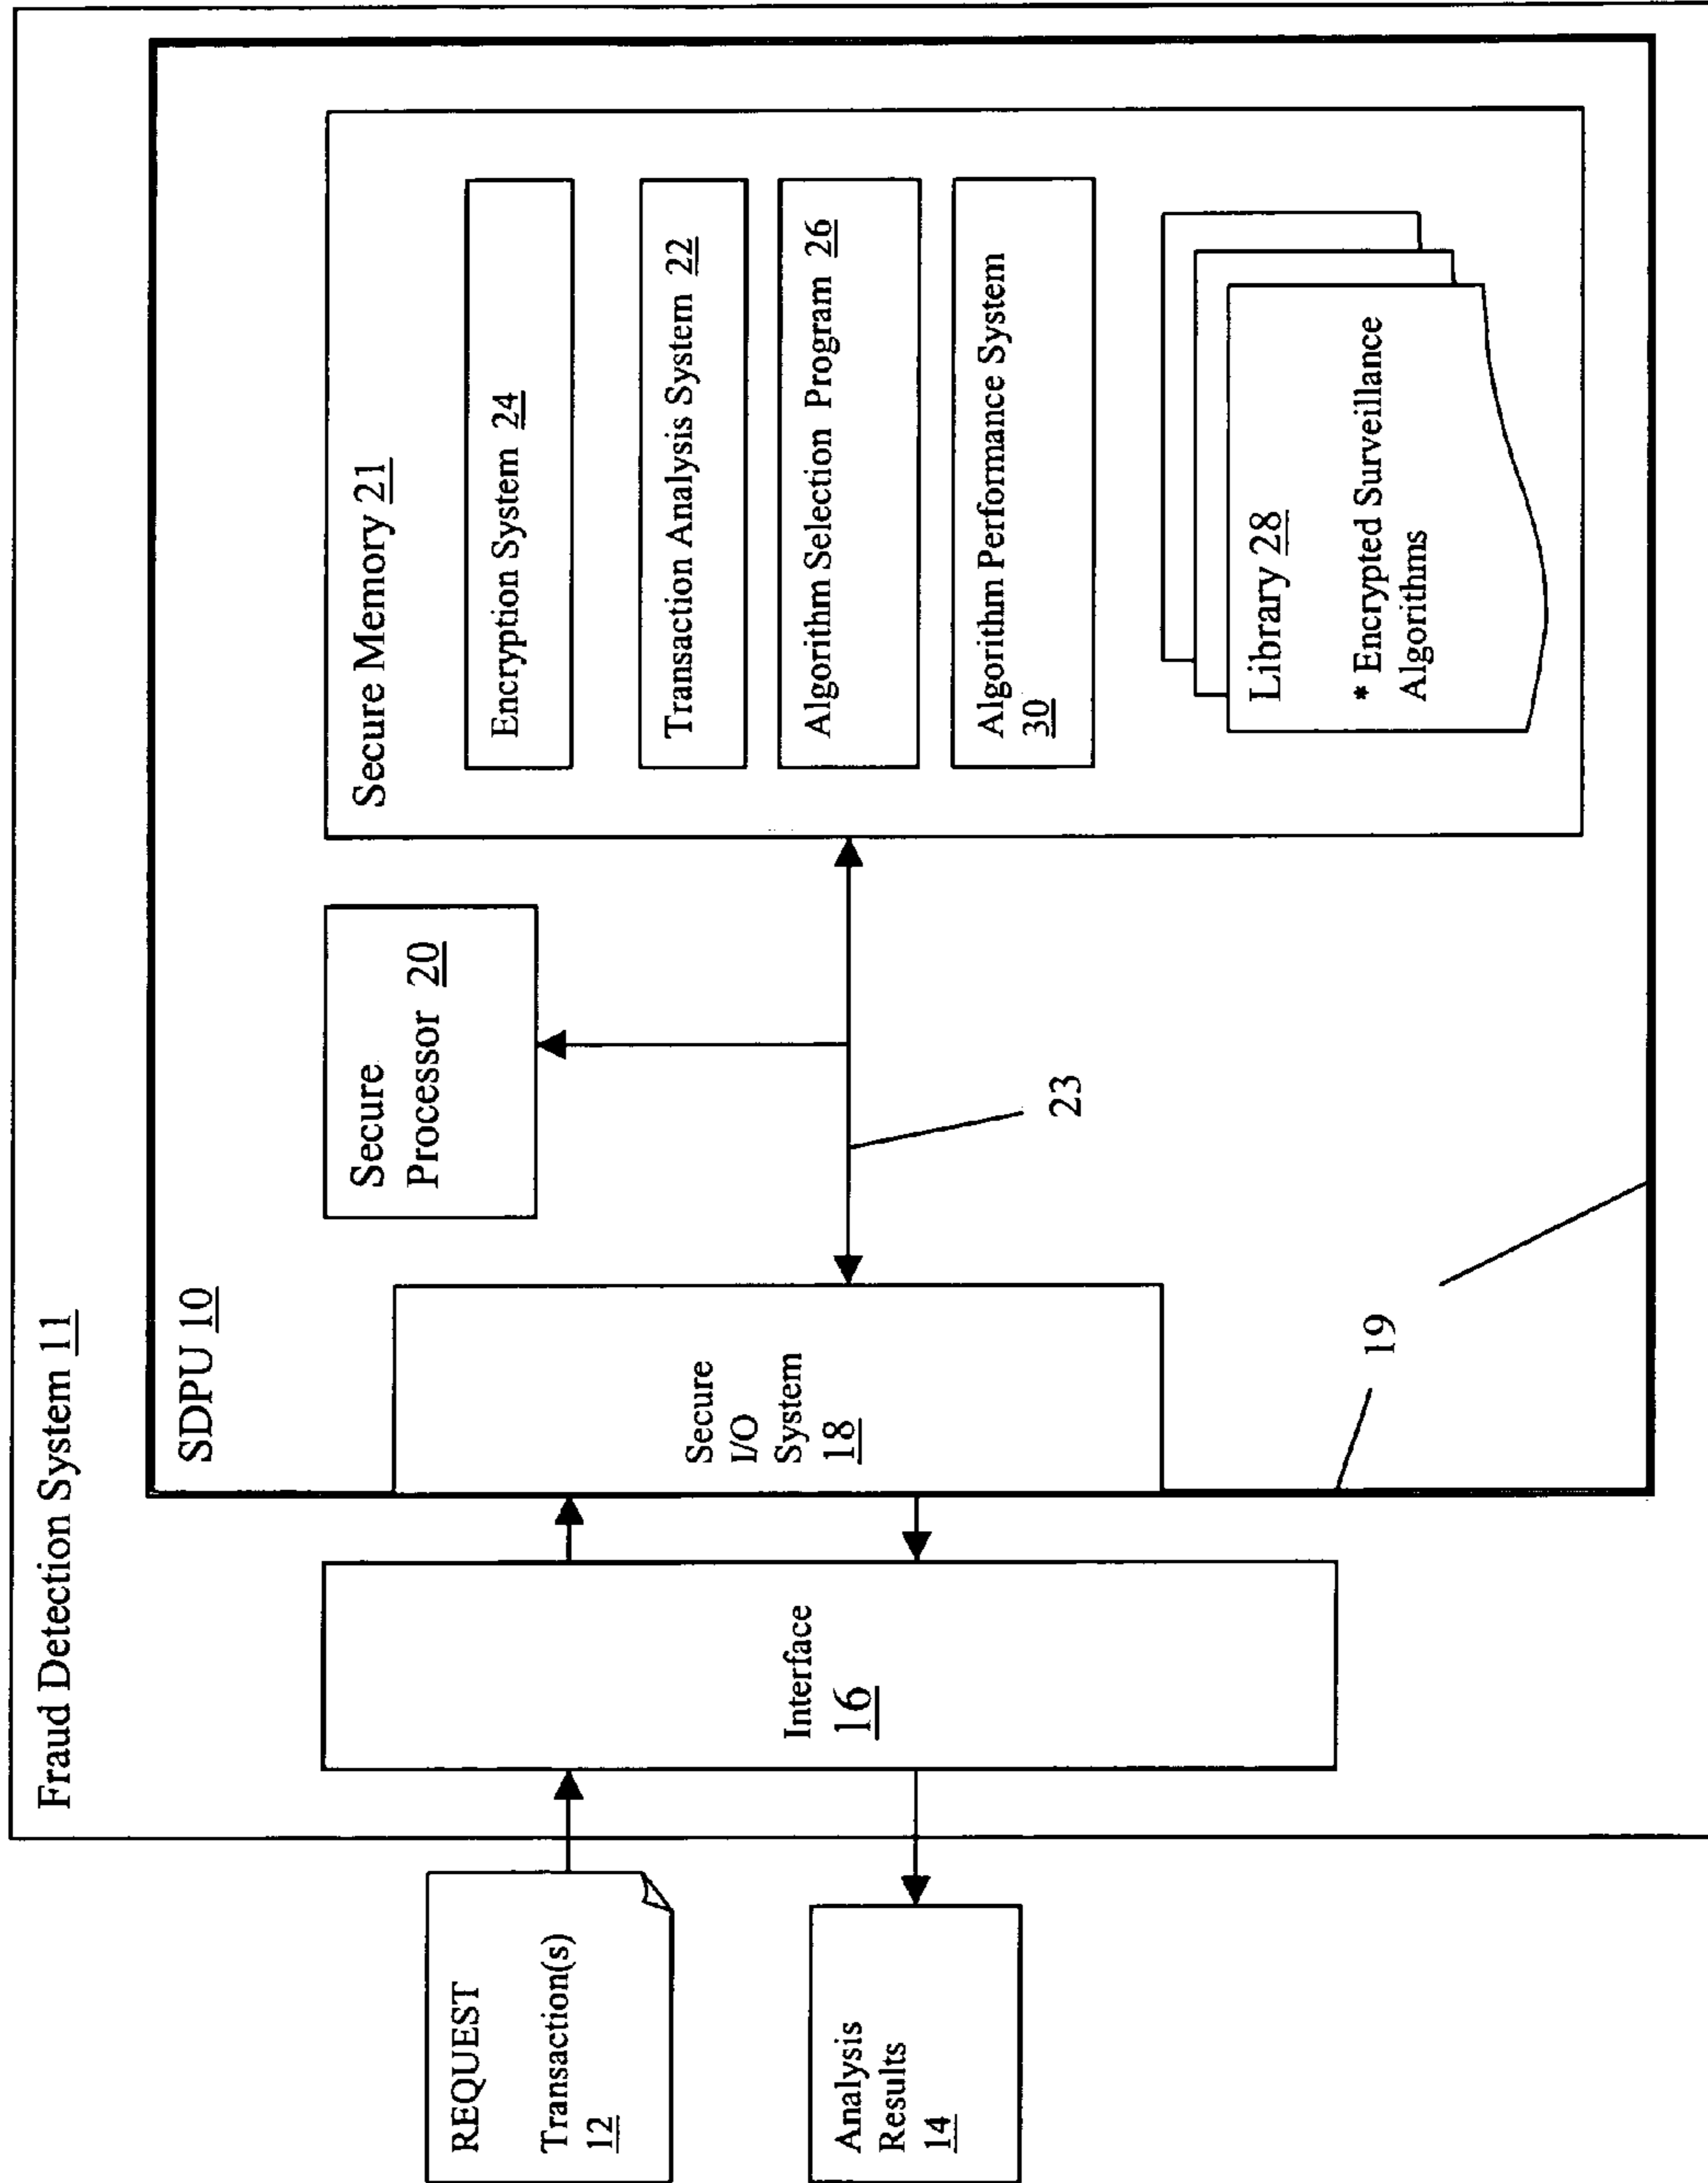 Fraud Detection System 11
REQUEST
Transaction(s)
12
Analysis
Results
14
Interface
16
SDPU 10
Secure
I/O
System
18
19
Secure
Processor 20
23
Secure Memory 21
Encryption System 24
Transaction Analysis System 22
Algorithm Selection Program 26
Algorithm Performance System
30
Library 28
* Encrypted Surveillance
Algorithms